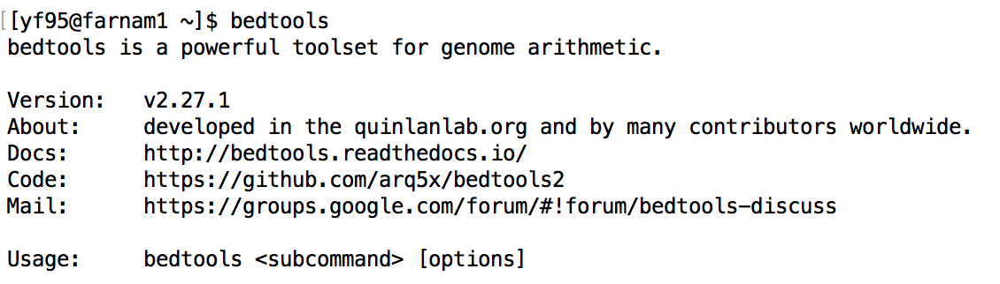 [[yf95@farnam1 ~]$ bedtools
bedtools is a powerful toolset for genome arithmetic.
Version:   v2.27.1
About:     developed in the quinlanlab.org and by many contributors worldwide.
Docs:      http://bedtools.readthedocs.io/
Code:      https://github.com/arq5x/bedtools2
Mail:      https://groups.google.com/forum/#!forum/bedtools-discuss
Usage:     bedtools <subcommand> [options]